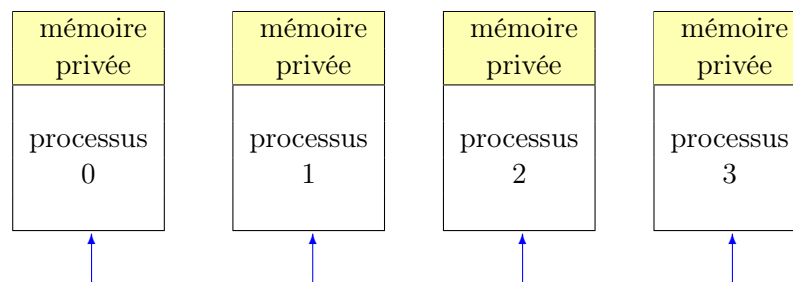 mémoire
privée
processus
0
mémoire
privée
processus
1
mémoire
privée
processus
2
mémoire
privée
processus
3